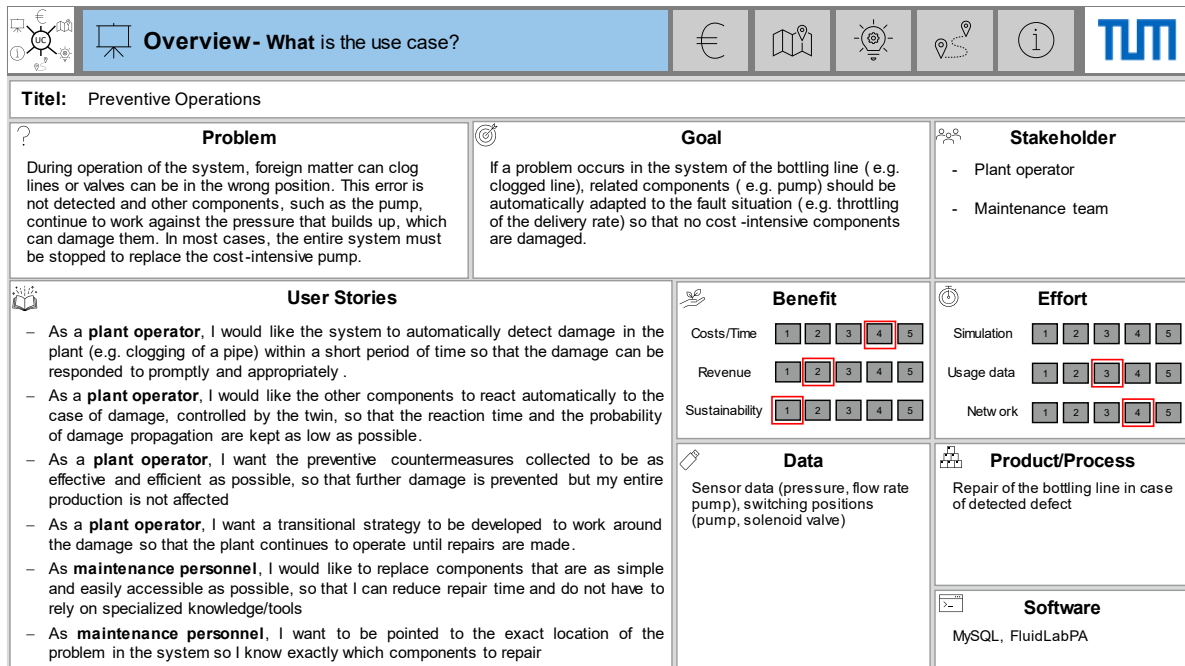 UC
Overview- What is the use case?
TUM
Titel: Preventive Operations
Problem
During operation of the system, foreign matter can clog
lines or valves can be in the wrong position. This error is
not detected and other components, such as the pump,
continue to work against the pressure that builds up, which
can damage them. In most cases, the entire system must
be stopped to replace the cost-intensive pump.
Goal
If a problem occurs in the system of the bottling line ( e.g.
clogged line), related components ( e.g. pump) should be
automatically adapted to the fault situation (e.g. throttling
of the delivery rate) so that no cost -intensive components
are damaged.
Stakeholder
- Plant operator
- Maintenance team
User Stories
– As a plant operator, I would like the system to automatically detect damage in the
plant (e.g. clogging of a pipe) within a short period of time so that the damage can be
responded to promptly and appropriately .
– As a plant operator, I would like the other components to react automatically to the
case of damage, controlled by the twin, so that the reaction time and the probability
of damage propagation are kept as low as possible.
– As a plant operator, I want the preventive countermeasures collected to be as
effective and efficient as possible, so that further damage is prevented but my entire
production is not affected
– As a plant operator, I want a transitional strategy to be developed to work around
the damage so that the plant continues to operate until repairs are made.
– As maintenance personnel, I would like to replace components that are as simple
and easily accessible as possible, so that I can reduce repair time and do not have to
rely on specialized knowledge/tools
– As maintenance personnel, I want to be pointed to the exact location of the
problem in the system so I know exactly which components to repair
Benefit
Costs/Time 1 2 3 4 5
Revenue 1 2 3 4 5
Sustainability 1 2 3 4 5
Effort
Simulation 1 2 3 4 5
Usage data 1 2 3 4 5
Network 1 2 3 4 5
Data
Sensor data (pressure, flow rate
pump), switching positions
(pump, solenoid valve)
Product/Process
Repair of the bottling line in case
of detected defect
Software
MySQL, FluidLabPA